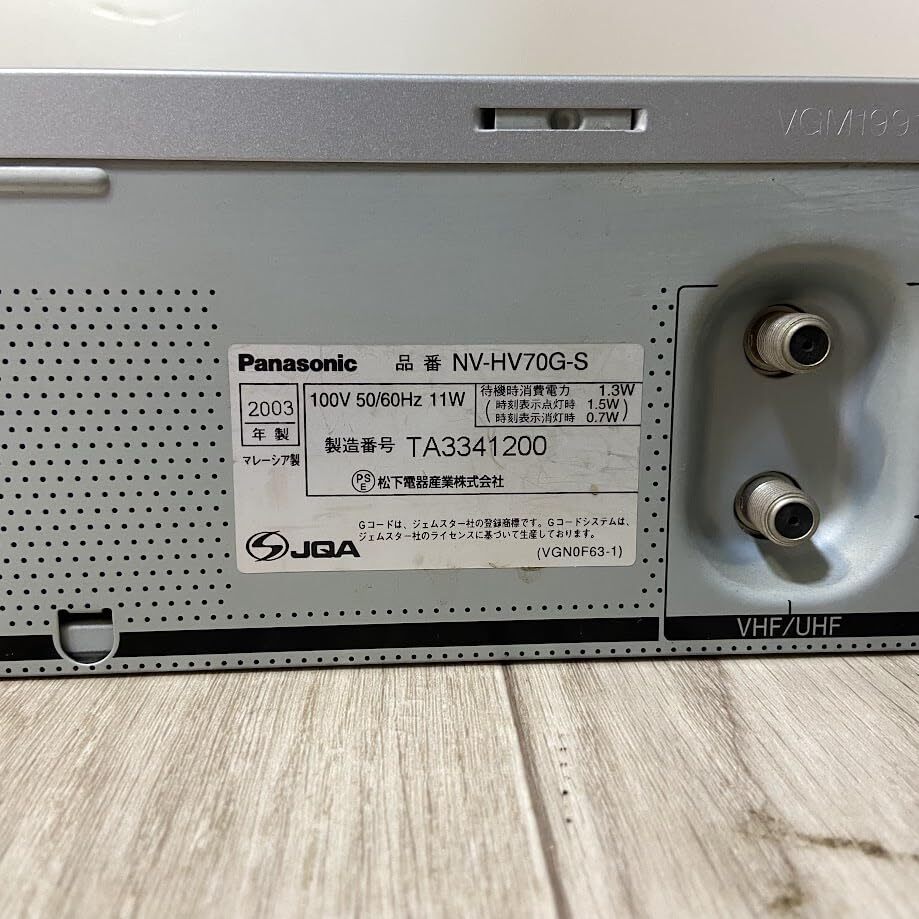 VGM199
Panasonic 品番 NV-HV70G-S
2003
年製
マレーシア製
100V 50/60Hz 11W
待機時消費電力 1.3W
(時刻表示点灯時 1.5W)
(時刻表示消灯時 0.7W)
製造番号 TA3341200
PSE 松下電器産業株式会社
Gコードは、ジェムスター社の登録商標です。Gコードシステムは、
ジェムスター社のライセンスに基づいて生産しております。
JQA
(VGN0F63-1)
VHF/UHF